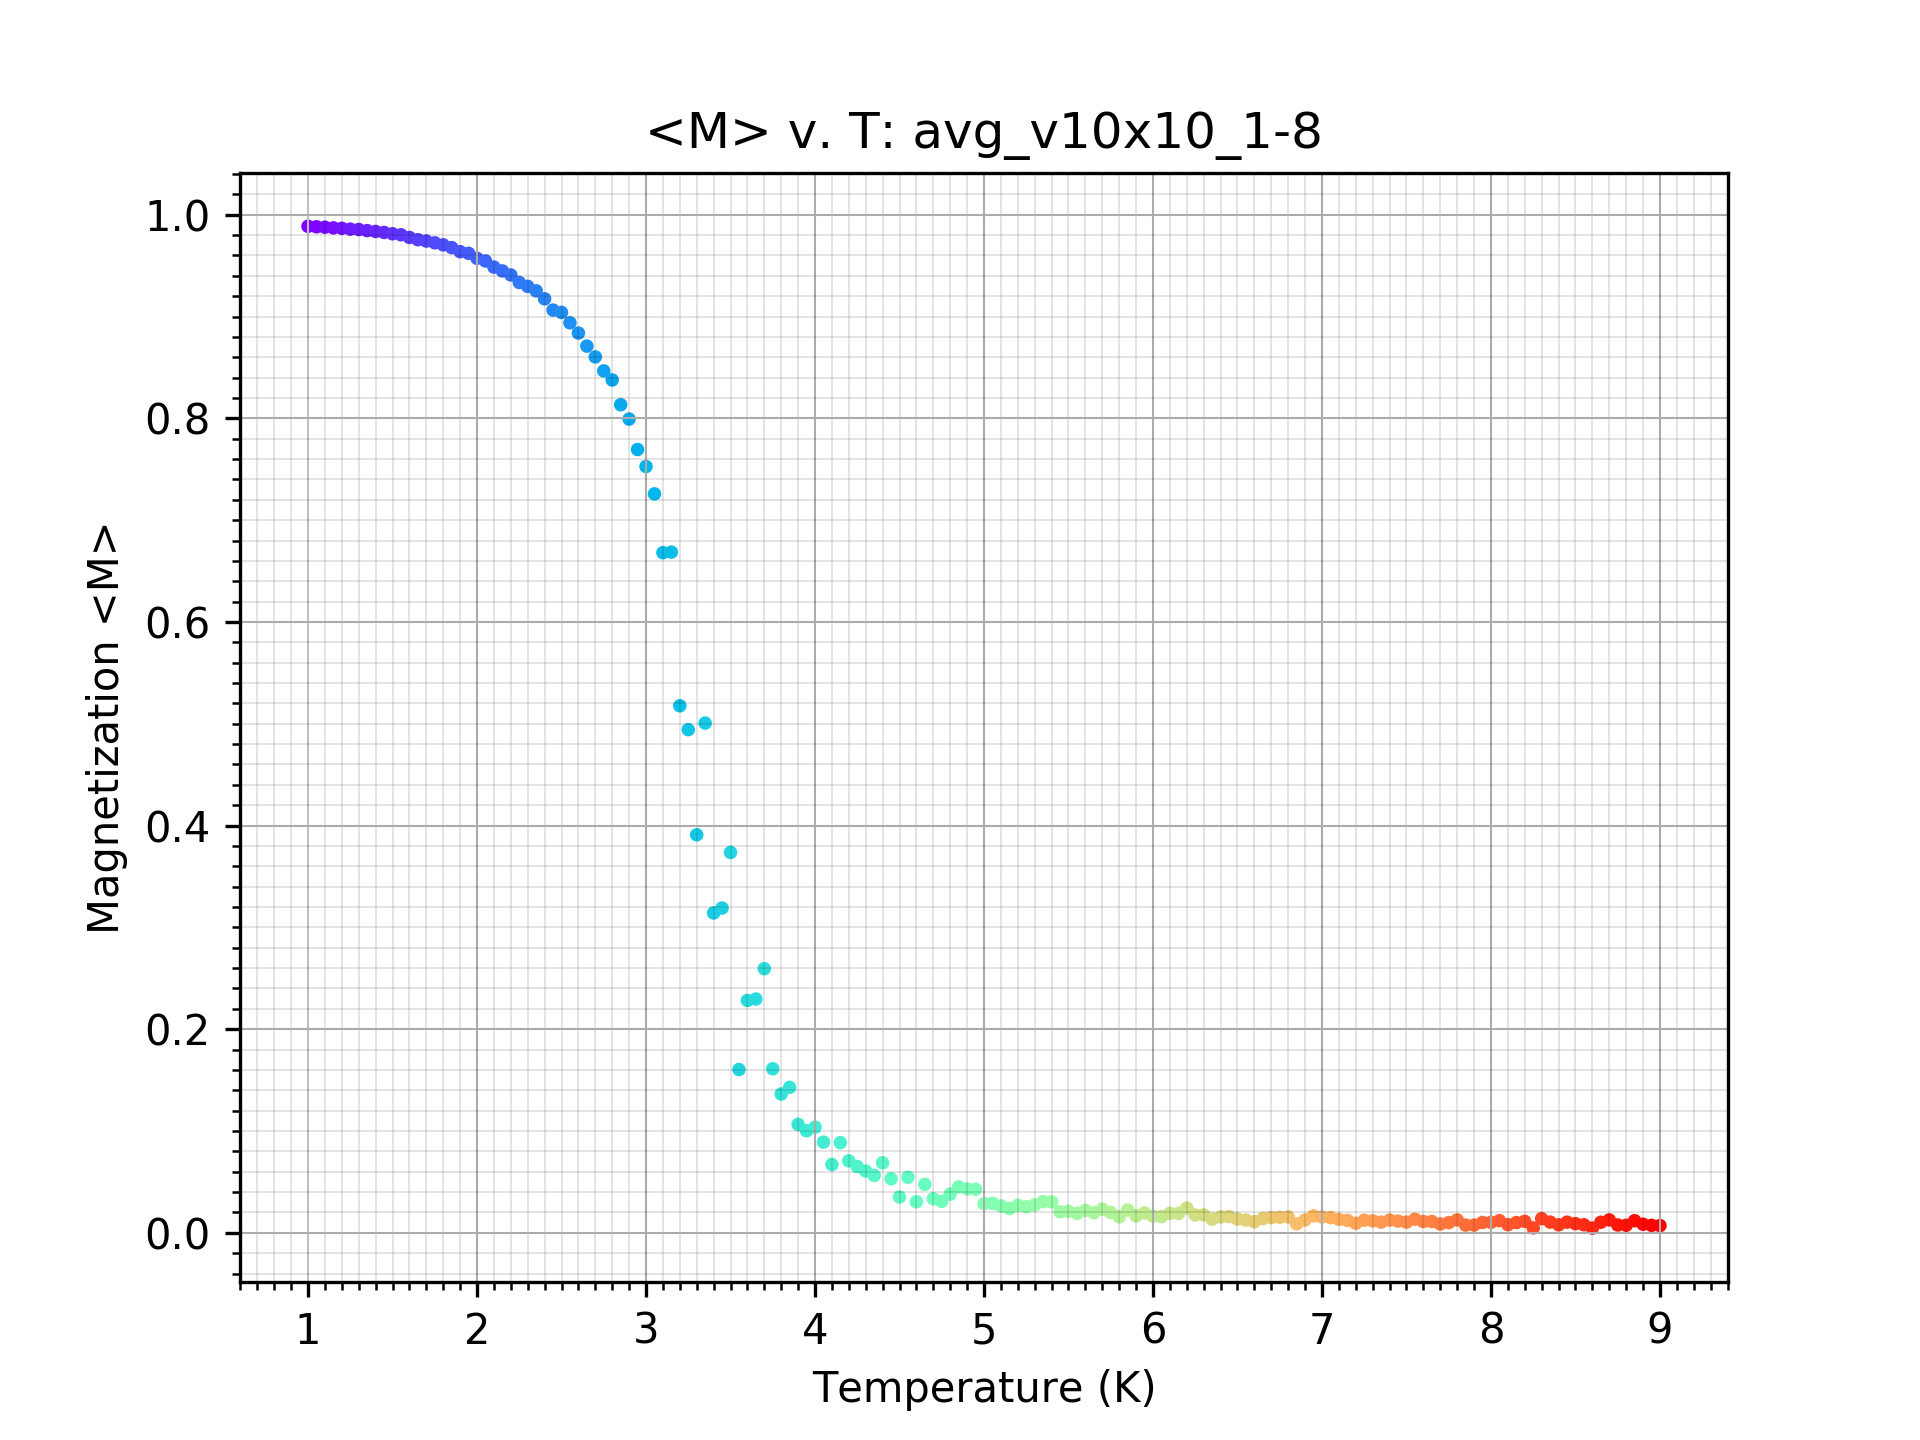 <M> v. T: avg_v10x10_1-8
Magnetization <M>
1.0
0.8
0.6
0.4
0.2
0.0
1 2 3 4 5 6 7 8 9
Temperature (K)